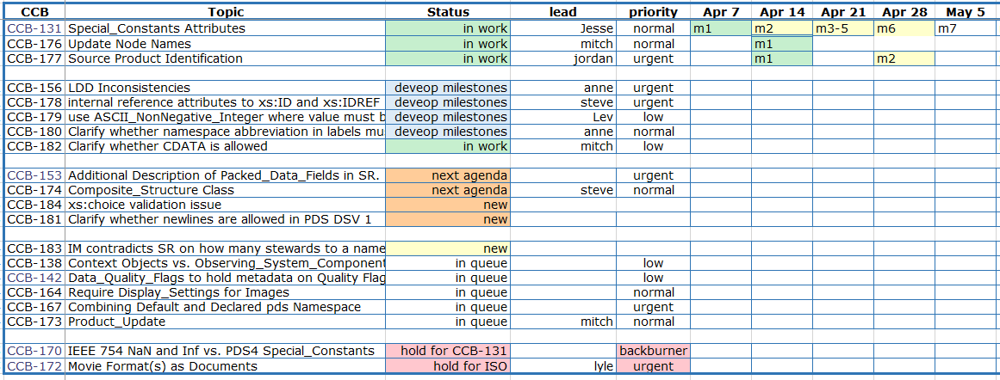 CCB Topic Status lead priority Apr 7 Apr 14 Apr 21 Apr 28 May 5
CCB-131 Special_Constants Attributes in work Jesse normal m1 m2 m3-5 m6 m7
CCB-176 Update Node Names in work mitch normal m1
CCB-177 Source Product Identification in work jordan urgent m1 m2
CCB-156 LDD Inconsistencies deveop milestones anne urgent
CCB-178 internal reference attributes to xs:ID and xs:IDREF deveop milestones steve urgent
CCB-179 use ASCII_NonNegative_Integer where value must b deveop milestones Lev low
CCB-180 Clarify whether namespace abbreviation in labels mu deveop milestones anne normal
CCB-182 Clarify whether CDATA is allowed in work mitch low
CCB-153 Additional Description of Packed_Data_Fields in SR. next agenda urgent
CCB-174 Composite_Structure Class next agenda steve normal
CCB-184 xs:choice validation issue new
CCB-181 Clarify whether newlines are allowed in PDS DSV 1 new
CCB-183 IM contradicts SR on how many stewards to a name new
CCB-138 Context Objects vs. Observing_System_Component in queue low
CCB-142 Data_Quality_Flags to hold metadata on Quality Flag in queue low
CCB-164 Require Display_Settings for Images in queue normal
CCB-167 Combining Default and Declared pds Namespace in queue urgent
CCB-173 Product_Update in queue mitch normal
CCB-170 IEEE 754 NaN and Inf vs. PDS4 Special_Constants hold for CCB-131 backburner
CCB-172 Movie Format(s) as Documents hold for ISO lyle urgent